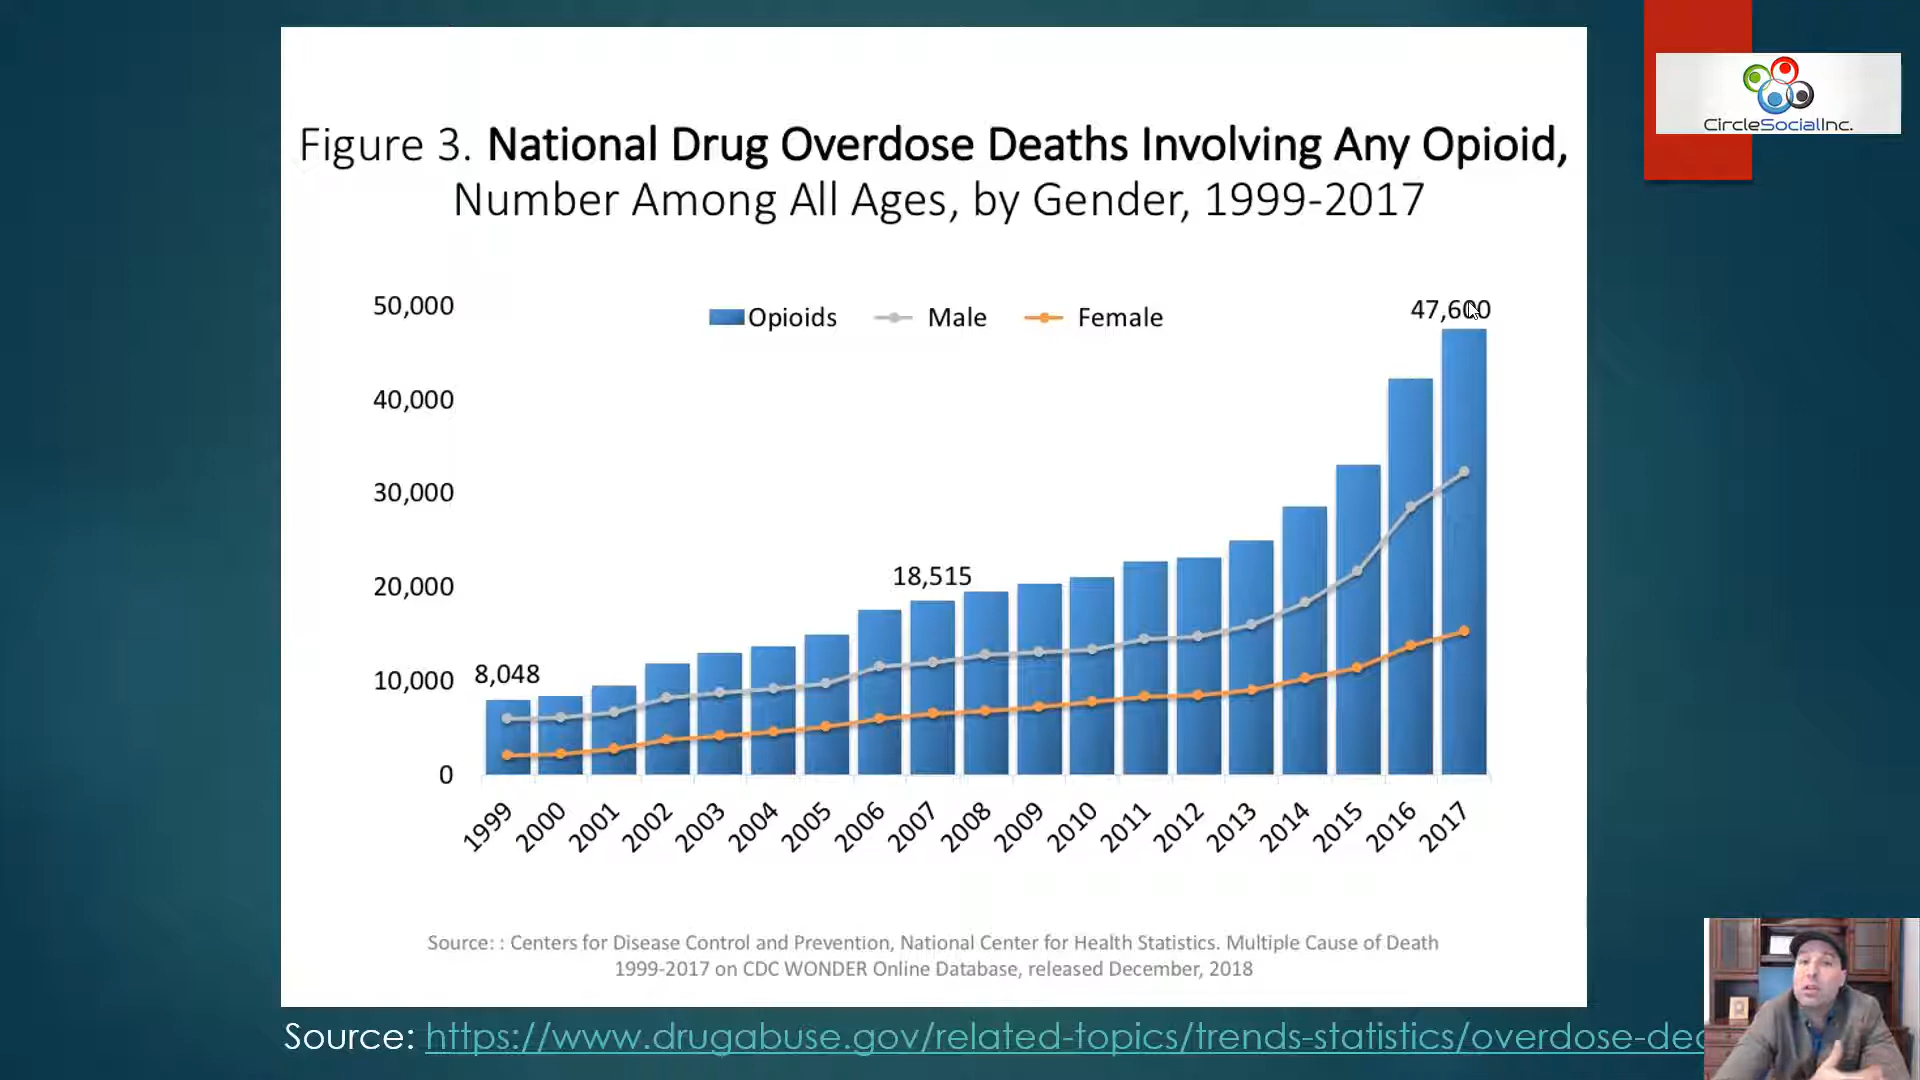 CircleSocialInc.
Figure 3. National Drug Overdose Deaths Involving Any Opioid,
Number Among All Ages, by Gender, 1999-2017
Opioids Male Female
50,000
40,000
30,000
20,000
10,000
0
8,048
18,515
47,600
1999 2000 2001 2002 2003 2004 2005 2006 2007 2008 2009 2010 2011 2012 2013 2014 2015 2016 2017
Source: : Centers for Disease Control and Prevention, National Center for Health Statistics. Multiple Cause of Death
1999-2017 on CDC WONDER Online Database, released December, 2018
Source: https://www.drugabuse.gov/related-topics/trends-statistics/overdose-dea